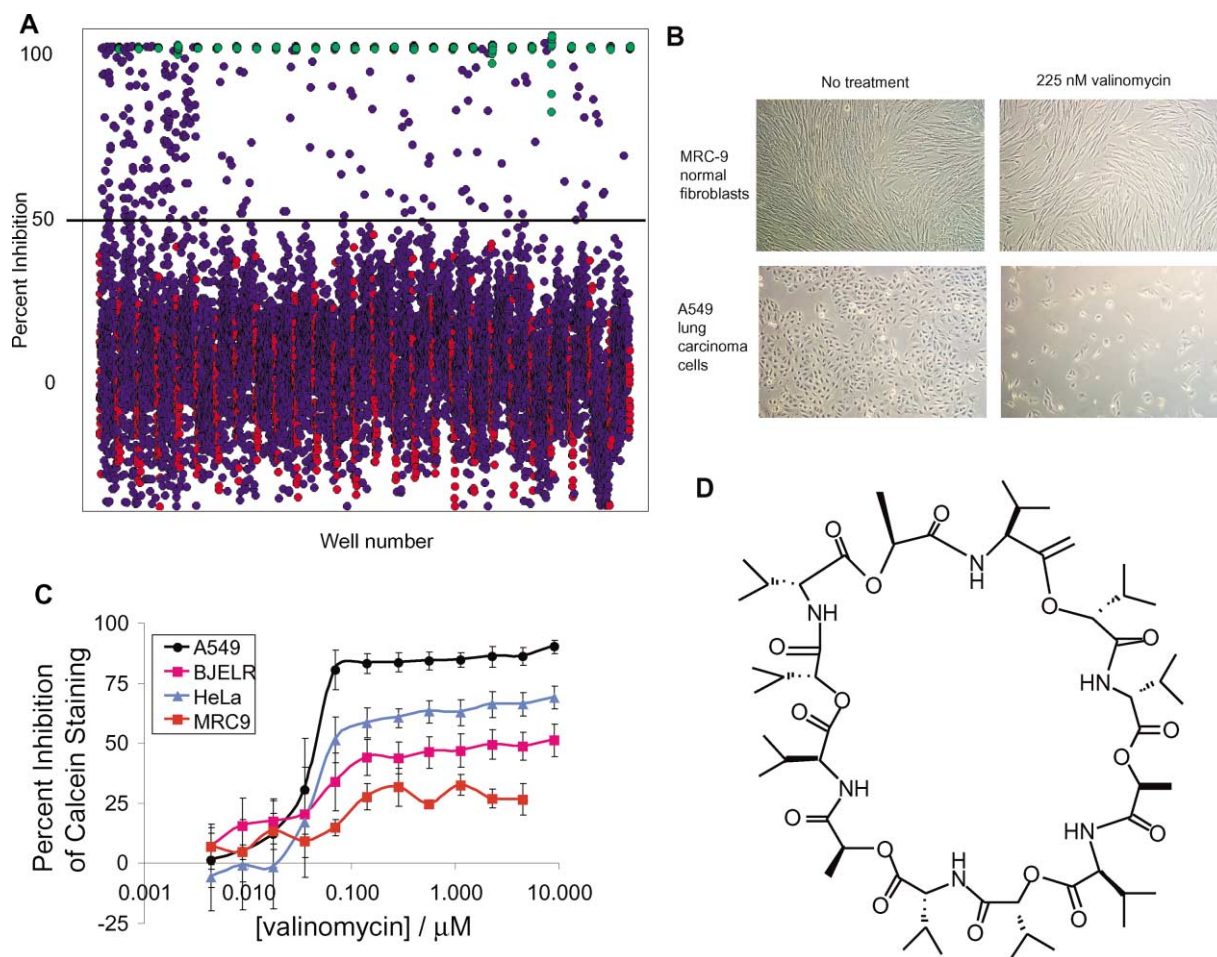 A
100
50
0
Percent Inhibition
Well number
B
No treatment
225 nM valinomycin
MRC-9
normal
fibroblasts
A549
lung
carcinoma
cells
C
100
75
50
25
0
-25
A549
BJELR
HeLa
MRC9
0.001
0.010
0.100
1.000
10.000
Percent Inhibition
of Calcein Staining
[valinomycin] / μM
D
O
O
O
N
H
O
O
O
NH
O
HN
O
O
O
O
O
NH
O
NH
O
O
O
N
H
O
O
O
HN
O